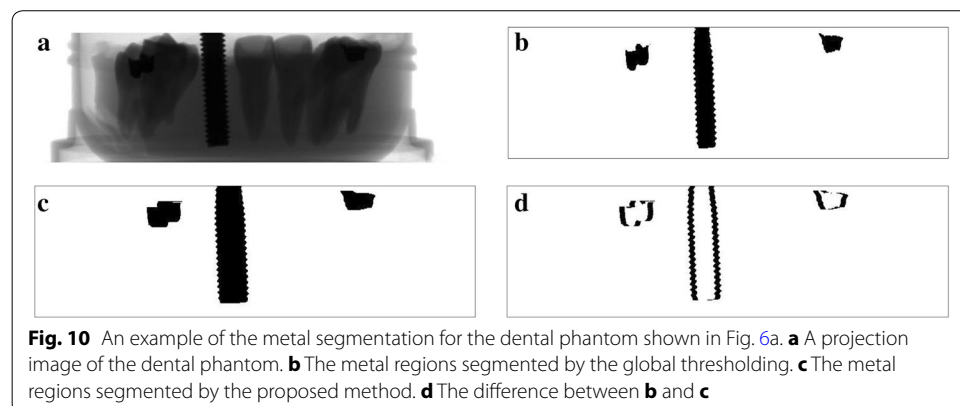 a
b
c
d
Fig. 10 An example of the metal segmentation for the dental phantom shown in Fig. 6a. a A projection
image of the dental phantom. b The metal regions segmented by the global thresholding. c The metal
regions segmented by the proposed method. d The difference between b and c